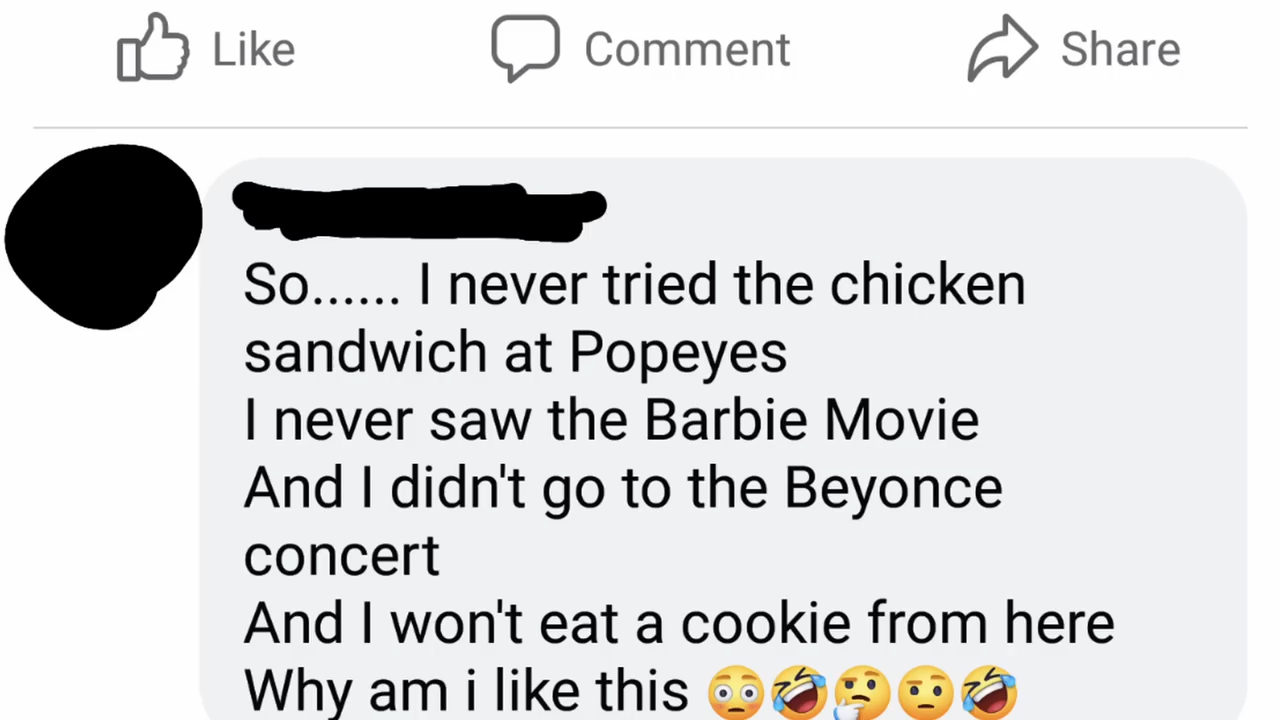 Like Comment Share
So...... I never tried the chicken
sandwich at Popeyes
I never saw the Barbie Movie
And I didn't go to the Beyonce
concert
And I won't eat a cookie from here
Why am i like this 😳🤣🤔🤨🤣